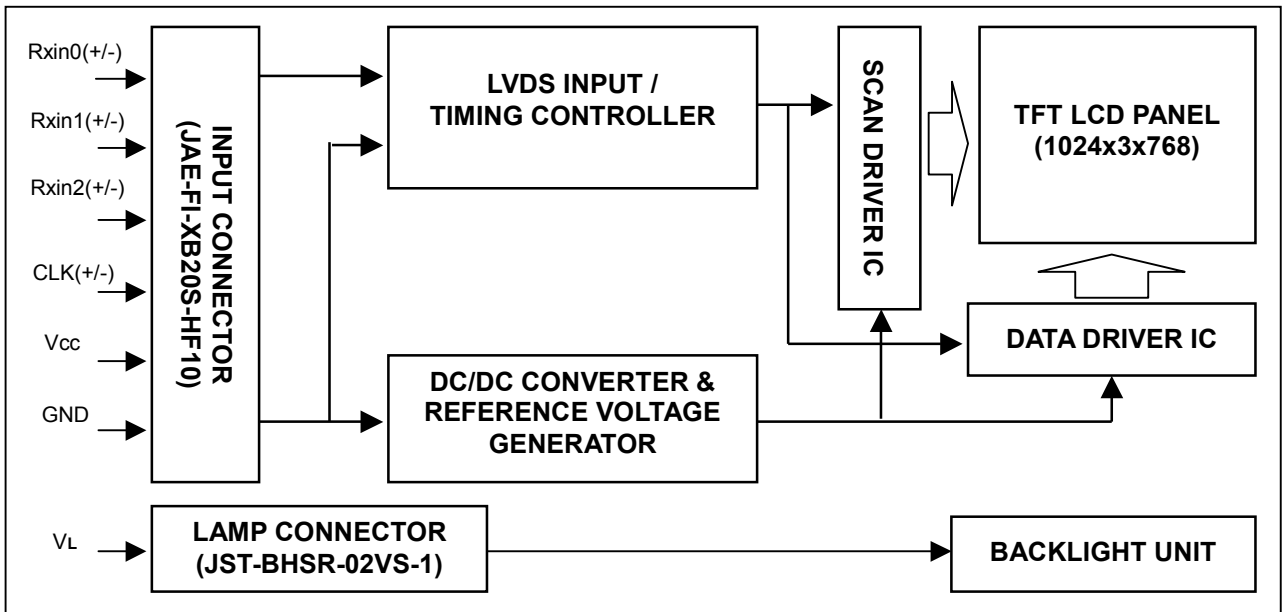 Rxin0(+/-)
Rxin1(+/-)
Rxin2(+/-)
CLK(+/-)
Vcc
GND
VL
INPUT CONNECTOR
(JAE-FI-XB20S-HF10)
LVDS INPUT /
TIMING CONTROLLER
SCAN DRIVER IC
TFT LCD PANEL
(1024x3x768)
DATA DRIVER IC
DC/DC CONVERTER &
REFERENCE VOLTAGE
GENERATOR
LAMP CONNECTOR
(JST-BHSR-02VS-1)
BACKLIGHT UNIT